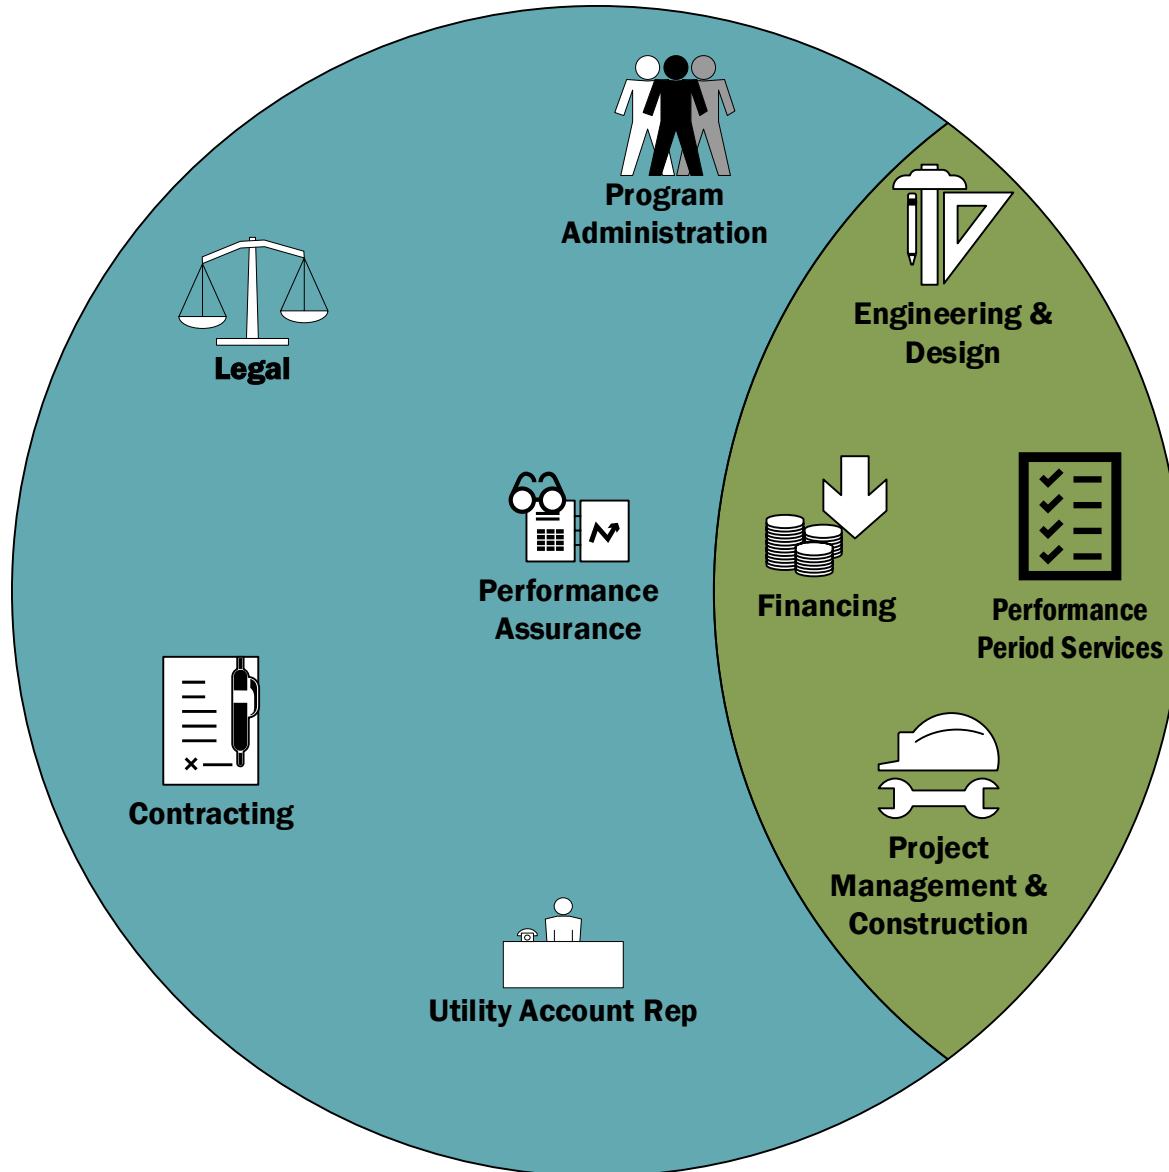 Program
Administration
Engineering &
Design
Legal
Performance
Assurance
Financing
Performance
Period Services
Contracting
Project
Management &
Construction
Utility Account Rep